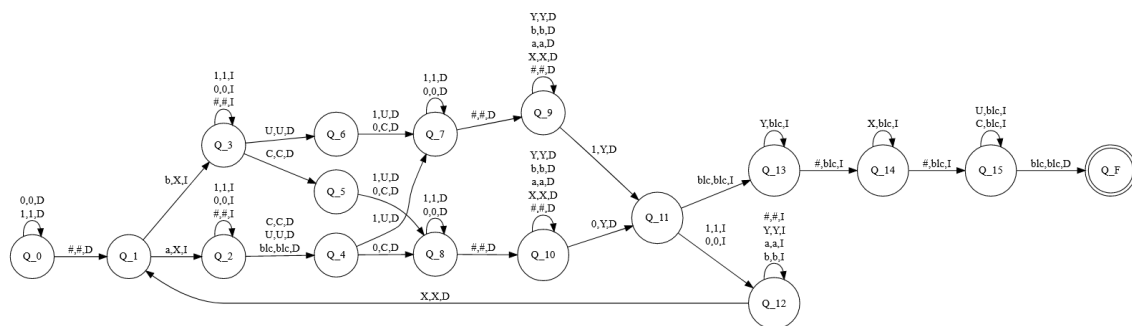 0,0,D
1,1,D
Q_0
#,#,D
Q_1
b,X,I
a,X,I
1,1,I
0,0,I
#,#,I
Q_3
1,1,I
0,0,I
#,#,I
Q_2
U,U,D
C,C,D
C,C,D
U,U,D
blc,blc,D
Q_6
Q_5
Q_4
1,U,D
0,C,D
1,U,D
0,C,D
1,U,D
0,C,D
1,1,D
0,0,D
Q_7
1,1,D
0,0,D
Q_8
#,#,D
#,#,D
Y,Y,D
b,b,D
a,a,D
X,X,D
#,#,D
Q_9
Y,Y,D
b,b,D
a,a,D
X,X,D
#,#,D
Q_10
1,Y,D
0,Y,D
Q_11
blc,blc,I
1,1,I
0,0,I
Y,blc,I
Q_13
#,#,I
Y,Y,I
a,a,I
b,b,I
Q_12
X,X,D
#,blc,I
X,blc,I
Q_14
#,blc,I
U,blc,I
C,blc,I
Q_15
blc,blc,D
Q_F